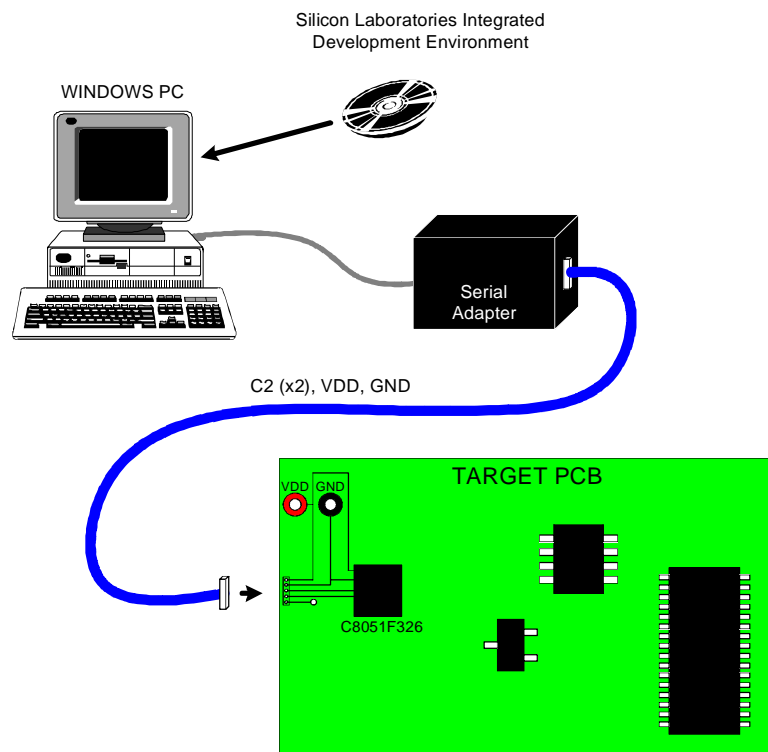 Silicon Laboratories Integrated
Development Environment
WINDOWS PC
Serial
Adapter
C2 (x2), VDD, GND
TARGET PCB
VDD GND
C8051F326